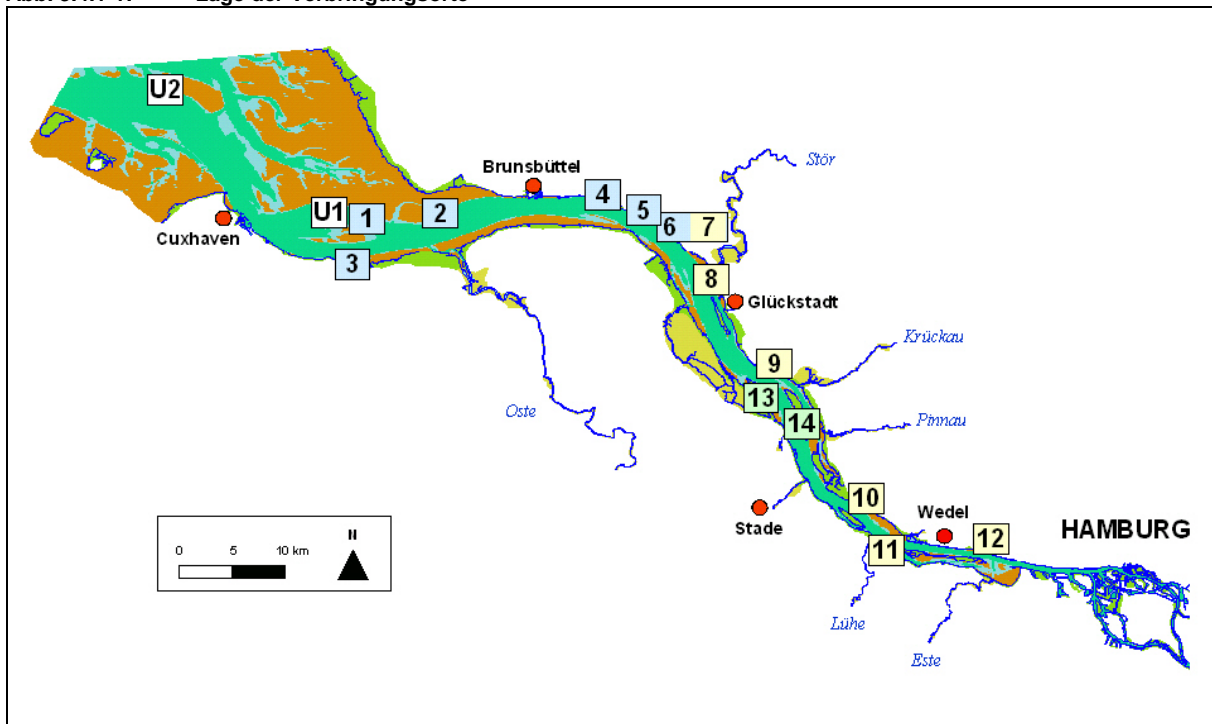 U2
Brunsbüttel
Stör
4
U1
1
2
5
6
7
Cuxhaven
3
8
Glückstadt
Krückau
9
13
Oste
14
Pinnau
10
Stade
Wedel
HAMBURG
11
12
N
0 5 10 km
Lühe
Este